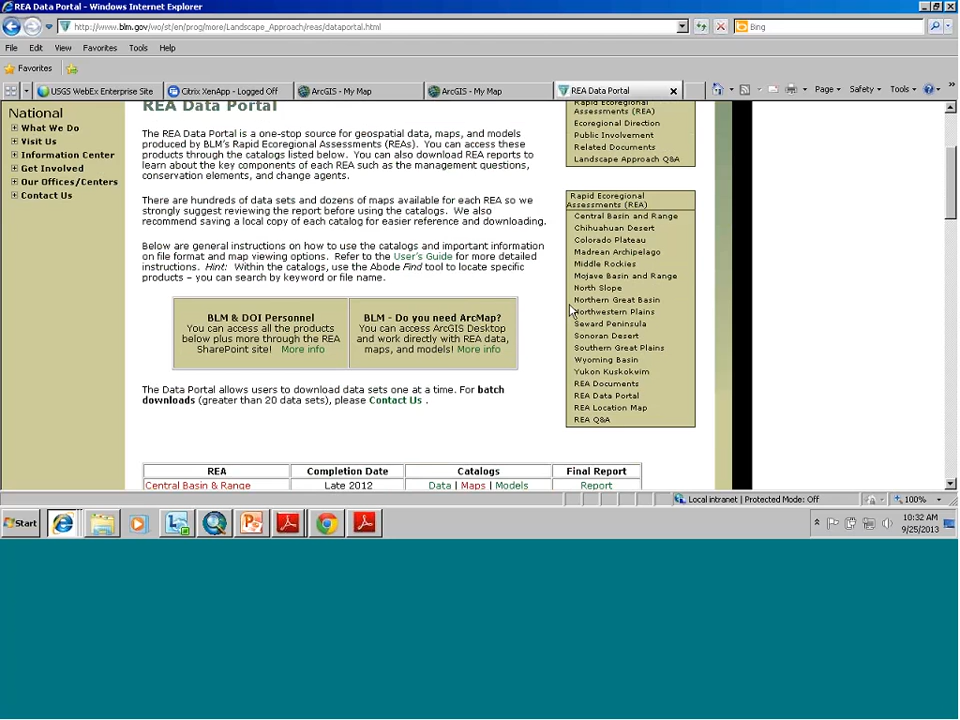 REA Data Portal - Windows Internet Explorer
http://www.blm.gov/wo/st/en/prog/more/Landscape_Approach/reas/dataportal.html
Bing
File Edit View Favorites Tools Help
Favorites
USGS WebEx Enterprise Site
Citrix XenApp - Logged Off
ArcGIS - My Map
ArcGIS - My Map
REA Data Portal
Page
Safety
Tools
National
What We Do
Visit Us
Information Center
Get Involved
Our Offices/Centers
Contact Us
REA Data Portal
The REA Data Portal is a one-stop source for geospatial data, maps, and models
produced by BLM's Rapid Ecoregional Assessments (REAs). You can access these
products through the catalogs listed below. You can also download REA reports to
learn about the key components of each REA such as the management questions,
conservation elements, and change agents.
There are hundreds of data sets and dozens of maps available for each REA so we
strongly suggest reviewing the report before using the catalogs. We also
recommend saving a local copy of each catalog for easier reference and downloading.
Below are general instructions on how to use the catalogs and important information
on file format and map viewing options. Refer to the User's Guide for more detailed
instructions. Hint: Within the catalogs, use the Abode Find tool to locate specific
products – you can search by keyword or file name.
BLM & DOI Personnel
You can access all the products
below plus more through the REA
SharePoint site! More info
BLM - Do you need ArcMap?
You can access ArcGIS Desktop
and work directly with REA data,
maps, and models! More info
The Data Portal allows users to download data sets one at a time. For batch
downloads (greater than 20 data sets), please Contact Us .
REA Completion Date Catalogs Final Report
Central Basin & Range Late 2012 Data | Maps | Models Report
Rapid Ecoregional
Assessments (REA)
Ecoregional Direction
Public Involvement
Related Documents
Landscape Approach Q&A
Rapid Ecoregional
Assessments (REA)
Central Basin and Range
Chihuahuan Desert
Colorado Plateau
Madrean Archipelago
Middle Rockies
Mojave Basin and Range
North Slope
Northern Great Basin
Northwestern Plains
Seward Peninsula
Sonoran Desert
Southern Great Plains
Wyoming Basin
Yukon Kuskokwim
REA Documents
REA Data Portal
REA Location Map
REA Q&A
Local intranet | Protected Mode: Off
100%
Start
10:32 AM
9/25/2013